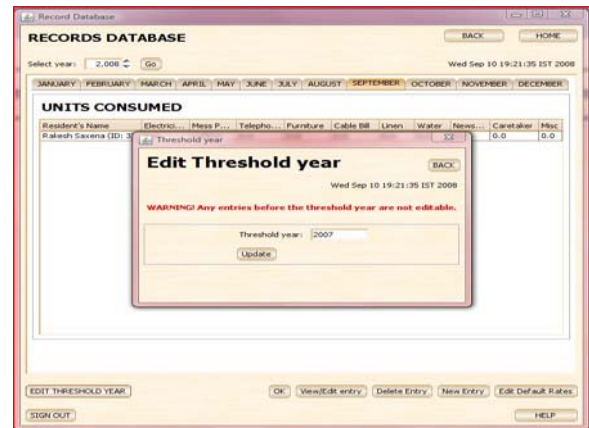 Record Database
RECORDS DATABASE
BACK HOME
Select year: 2,008 Go
Wed Sep 10 19:21:35 IST 2008
JANUARY FEBRUARY MARCH APRIL MAY JUNE JULY AUGUST SEPTEMBER OCTOBER NOVEMBER DECEMBER
UNITS CONSUMED
Resident's Name Electrici... Mess P... Telepho... Furniture Cable Bill Linen Water News... Caretaker Misc
Rakesh Saxena (ID: 3 0.0 0.0
Threshold year
Edit Threshold year
BACK
Wed Sep 10 19:21:35 IST 2008
WARNING! Any entries before the threshold year are not editable.
Threshold year: 2007
Update
EDIT THRESHOLD YEAR OK View/Edit entry Delete Entry New Entry Edit Default Rates
SIGN OUT HELP